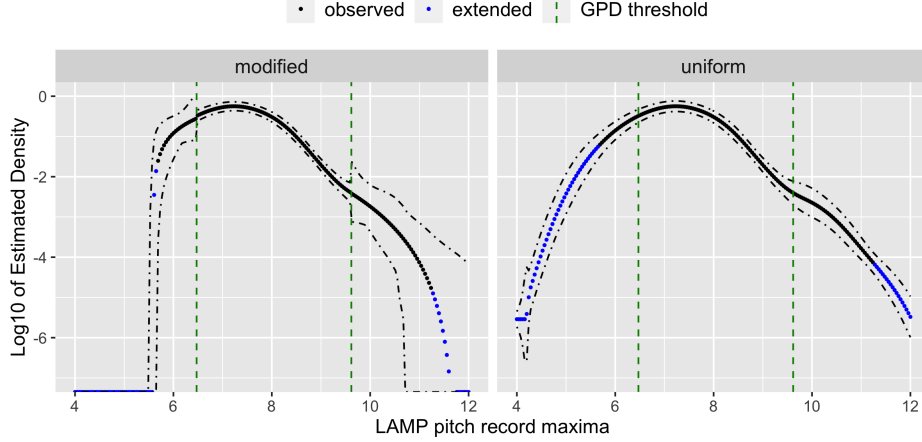 observed extended GPD threshold
modified uniform
Log10 of Estimated Density
0
-2
-4
-6
4 6 8 10 12 4 6 8 10 12
LAMP pitch record maxima